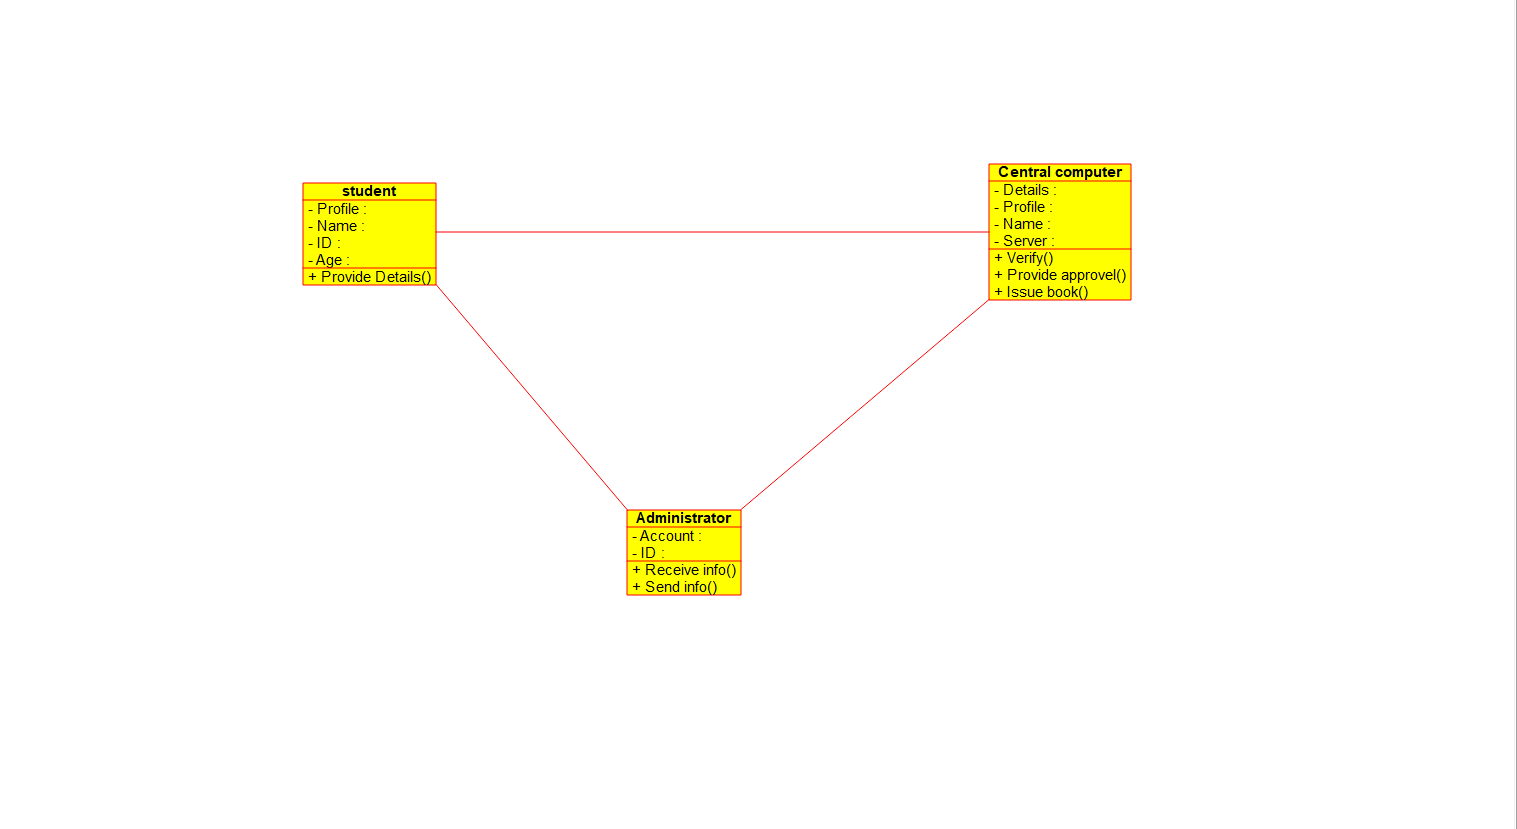 student
- Profile :
- Name :
- ID :
- Age :
+ Provide Details()
Central computer
- Details :
- Profile :
- Name :
- Server :
+ Verify()
+ Provide approvel()
+ Issue book()
Administrator
- Account :
- ID :
+ Receive info()
+ Send info()